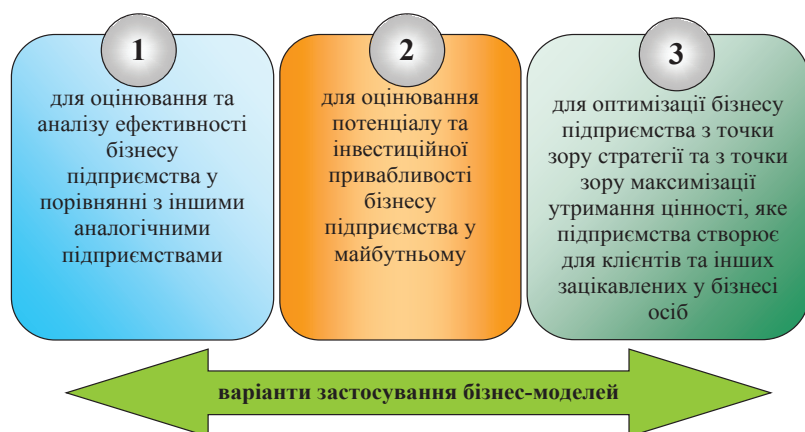 1
для оцінювання та
аналізу ефективності
бізнесу
підприємства у
порівнянні з іншими
аналогічними
підприємствами
2
для оцінювання
потенціалу та
інвестиційної
привабливості
бізнесу
підприємства у
майбутньому
3
для оптимізації бізнесу
підприємства з точки
зору стратегії та з точки
зору максимізації
утримання цінності, яке
підприємства створює
для клієнтів та інших
зацікавлених у бізнесі
осіб
варіанти застосування бізнес-моделей